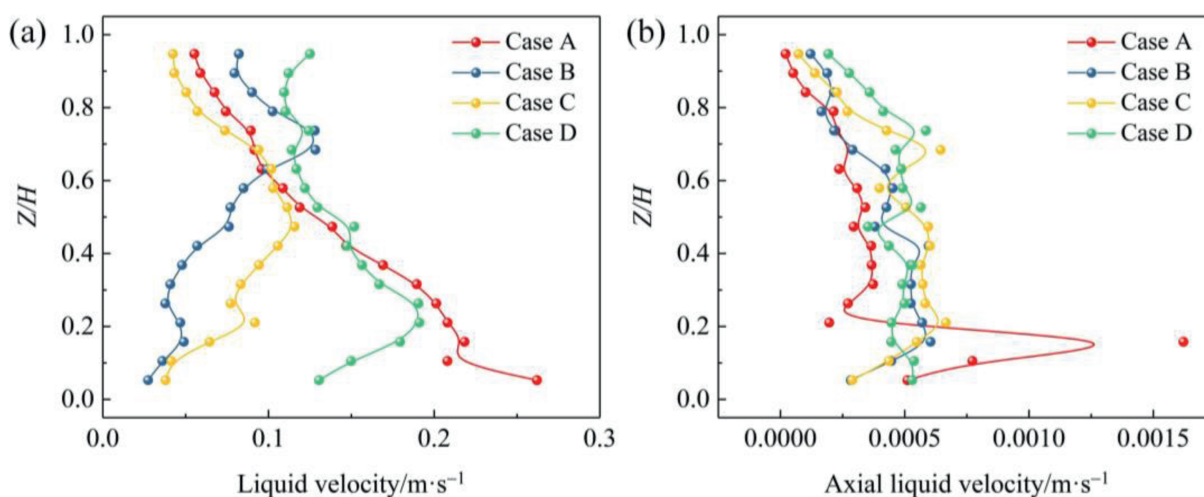 (a)
1.0
0.8
0.6
0.4
0.2
0.0
Z/H
Case A
Case B
Case C
Case D
0.0 0.1 0.2 0.3
Liquid velocity/m·s⁻¹
(b)
1.0
0.8
0.6
0.4
0.2
0.0
Z/H
Case A
Case B
Case C
Case D
0.0000 0.0005 0.0010 0.0015
Axial liquid velocity/m·s⁻¹